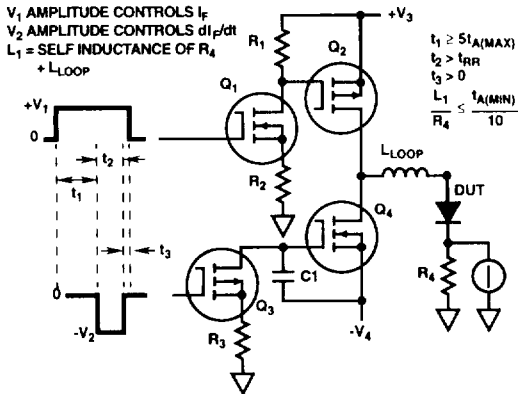 V1 AMPLITUDE CONTROLS IF
V2 AMPLITUDE CONTROLS dIF/dt
L1 = SELF INDUCTANCE OF R4
+ LLOOP
+V3
t1 ≥ 5tA(MAX)
t2 > tRR
t3 > 0
L1/R4 ≤ tA(MIN)/10
R1
Q2
Q1
+V1
0
t2
t1
t3
R2
LLOOP
DUT
Q4
R4
C1
0
-V2
Q3
R3
-V4